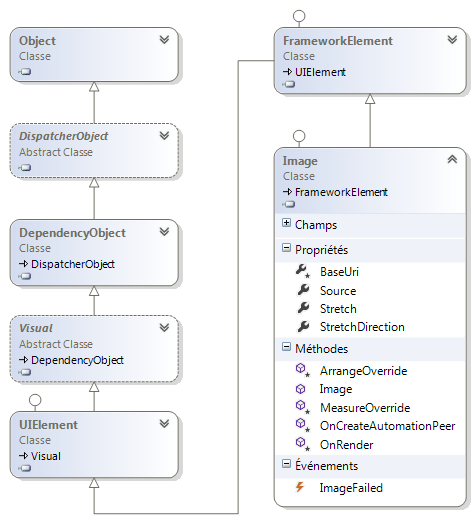 Object
Classe
DispatcherObject
Abstract Classe
DependencyObject
Classe
DispatcherObject
Visual
Abstract Classe
DependencyObject
UIElement
Classe
Visual
FrameworkElement
Classe
UIElement
Image
Classe
FrameworkElement
Champs
Propriétés
BaseUri
Source
Stretch
StretchDirection
Méthodes
ArrangeOverride
Image
MeasureOverride
OnCreateAutomationPeer
OnRender
Événements
ImageFailed